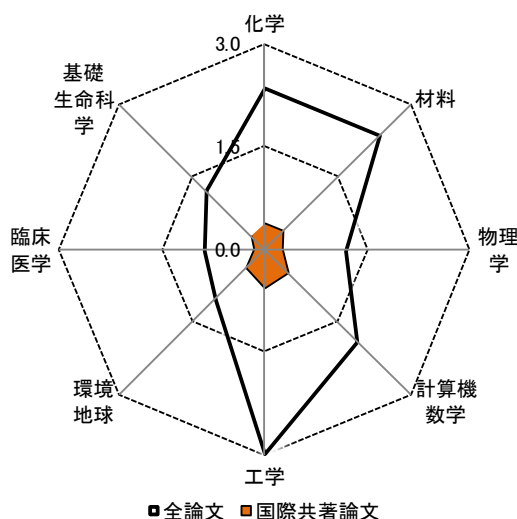 化学
3.0
基礎
生命科
学
材料
1.5
臨床
医学
0.0
物理
学
環境
地球
計算機
数学
工学
全論文 国際共著論文